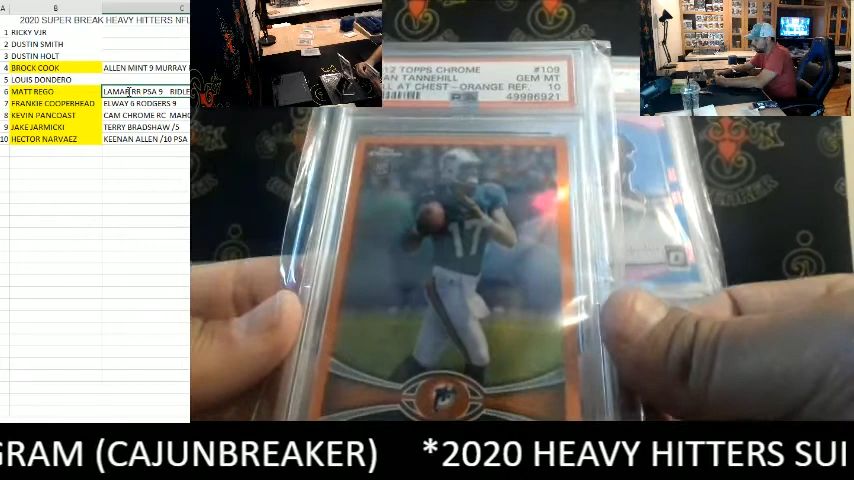 2020 SUPER BREAK HEAVY HITTERS NFL
A B C
1 RICKY VJR
2 DUSTIN SMITH
3 DUSTIN HOLT
4 BROCK COOK ALLEN MINT 9 MURRAY
5 LOUIS DONDERO
6 MATT REGO LAMAR RR PSA 9 RIDLE
7 FRANKIE COOPERHEAD ELWAY 6 RODGERS 9
8 KEVIN PANCOAST CAM CHROME RC MAHO
9 JAKE JARMICKI TERRY BRADSHAW /5
10 HECTOR NARVAEZ KEENAN ALLEN /10 PSA
12 TOPPS CHROME #109
AN TANNEHILL GEM MT
LL AT CHEST-ORANGE REF. 10
49996921
17
GRAM (CAJUNBREAKER) *2020 HEAVY HITTERS SUI